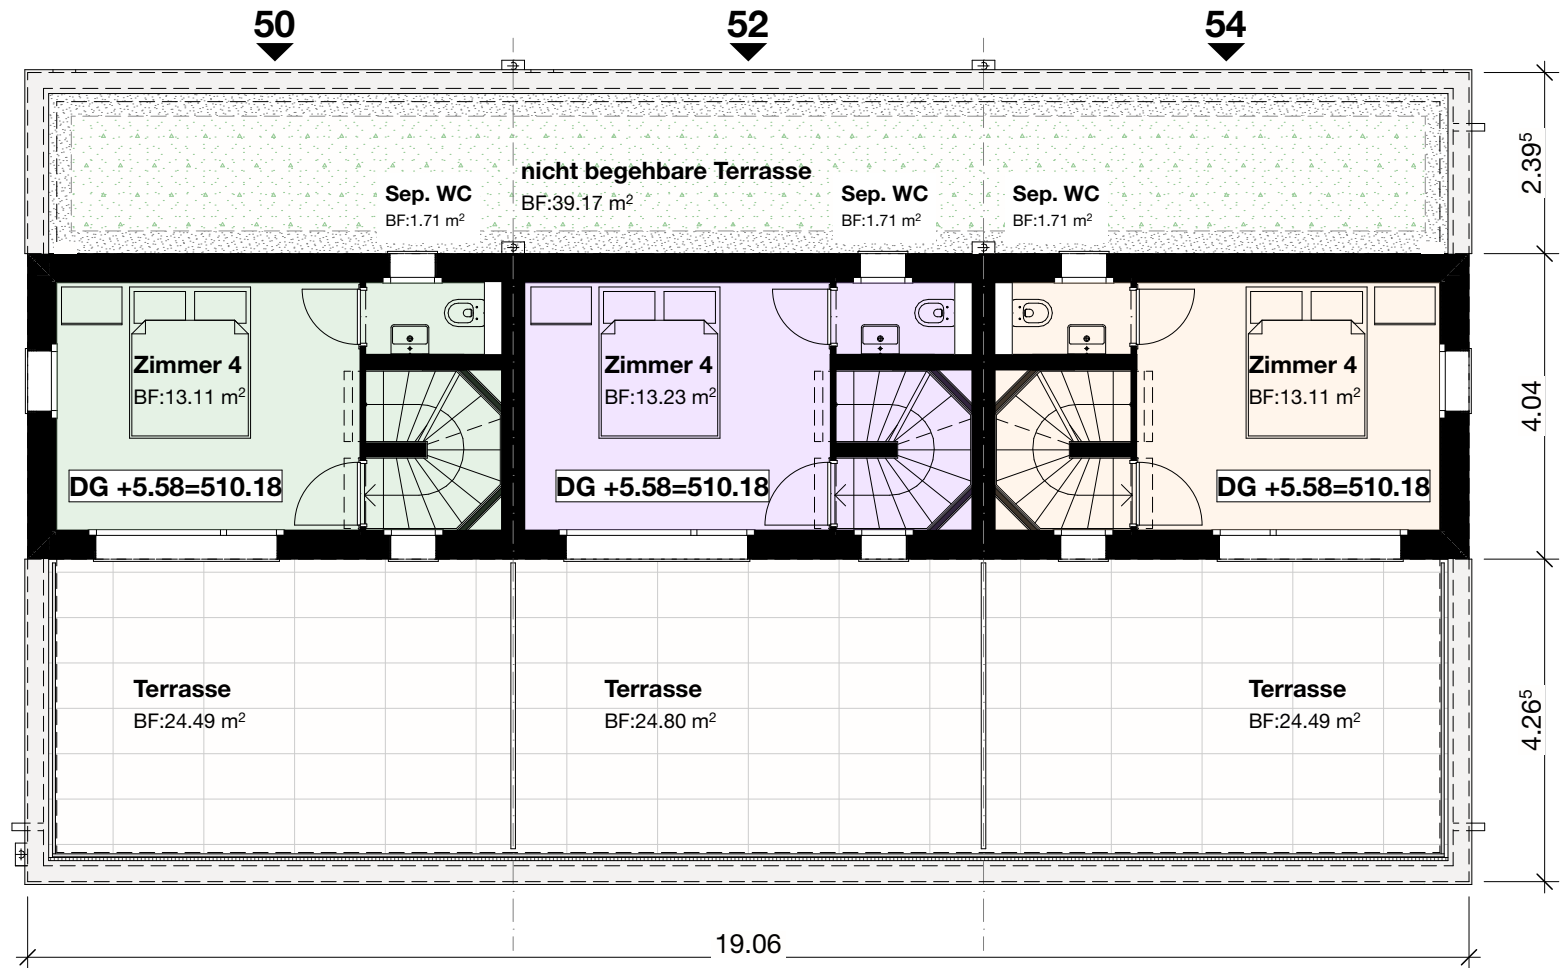 50
52
54
nicht begehbare Terrasse
BF:39.17 m²
Sep. WC
BF:1.71 m²
Sep. WC
BF:1.71 m²
Sep. WC
BF:1.71 m²
2.39⁵
Zimmer 4
BF:13.11 m²
Zimmer 4
BF:13.23 m²
Zimmer 4
BF:13.11 m²
4.04
DG +5.58=510.18
DG +5.58=510.18
DG +5.58=510.18
Terrasse
BF:24.49 m²
Terrasse
BF:24.80 m²
Terrasse
BF:24.49 m²
4.26⁵
19.06